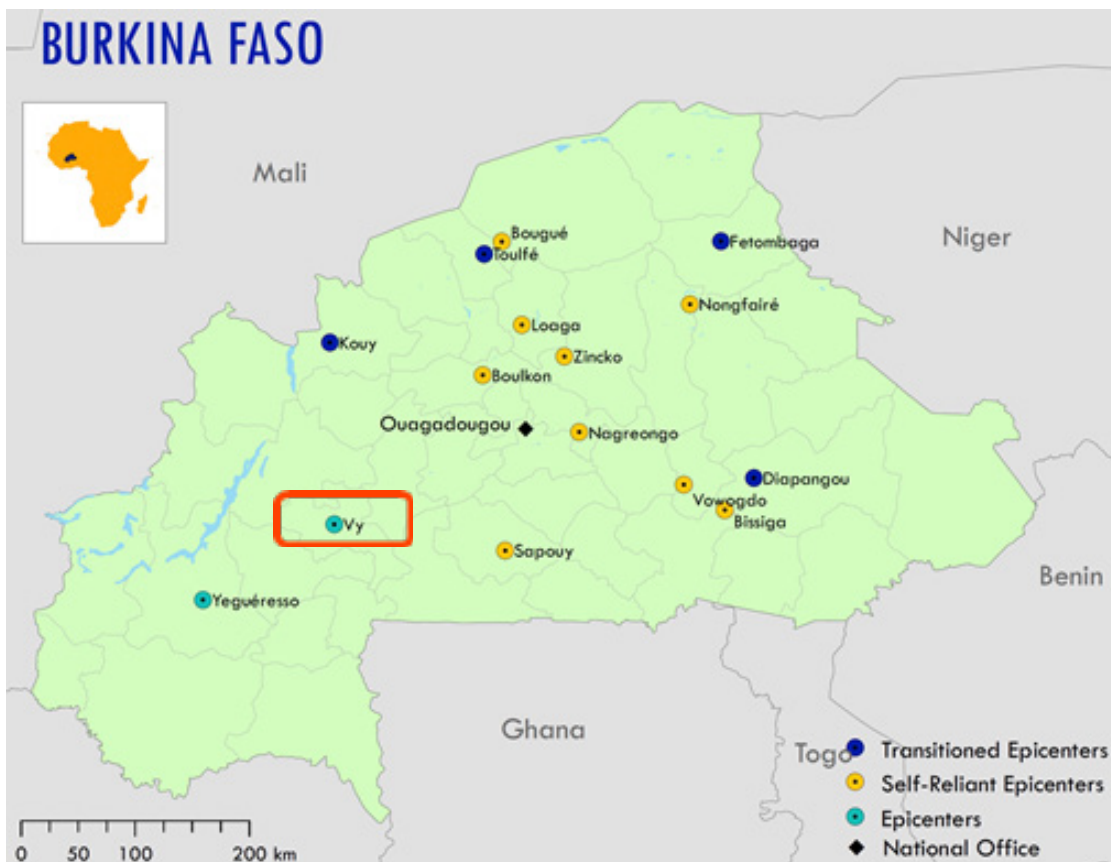 BURKINA FASO
Mali
Niger
Bougué
Toulfé
Fetombaga
Nongfairé
Loaga
Kouy
Zincko
Boulkon
Ouagadougou
Nagreongo
Diapangou
Vowogdo
Bissiga
Vy
Sapouy
Benin
Yeguéresso
Ghana
Togo
Transitioned Epicenters
Self-Reliant Epicenters
Epicenters
National Office
0 50 100 200 km